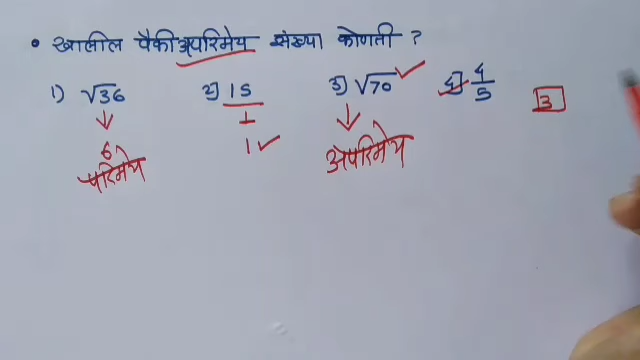 • खालील पैकी अपरिमेय संख्या कोणती ?
1) √36 2] 15 3] √70 4] 4/5
3
6 1 1 अपरिमेय
परिमेय